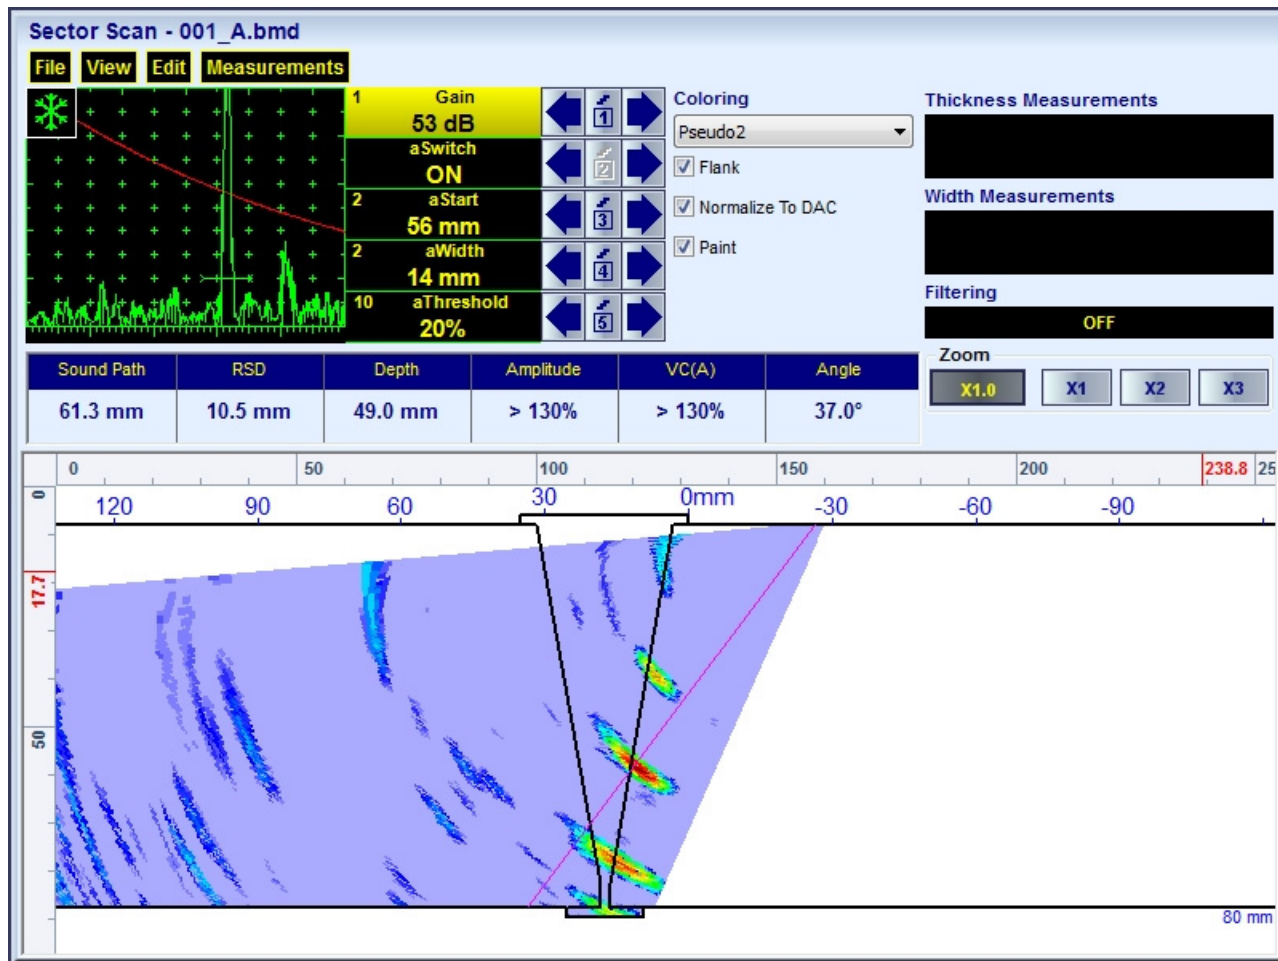 Sector Scan - 001_A.bmd
File View Edit Measurements
1 Gain
53 dB
1
aSwitch
ON
2
2 aStart
56 mm
3
2 aWidth
14 mm
4
10 aThreshold
20%
5
Coloring
Pseudo2
Flank
Normalize To DAC
Paint
Thickness Measurements
Width Measurements
Filtering
OFF
Zoom
X1.0 X1 X2 X3
Sound Path RSD Depth Amplitude VC(A) Angle
61.3 mm 10.5 mm 49.0 mm > 130% > 130% 37.0°
0 50 100 150 200 238.8 25
0
120 90 60 30 0mm -30 -60 -90
17.7
50
80 mm